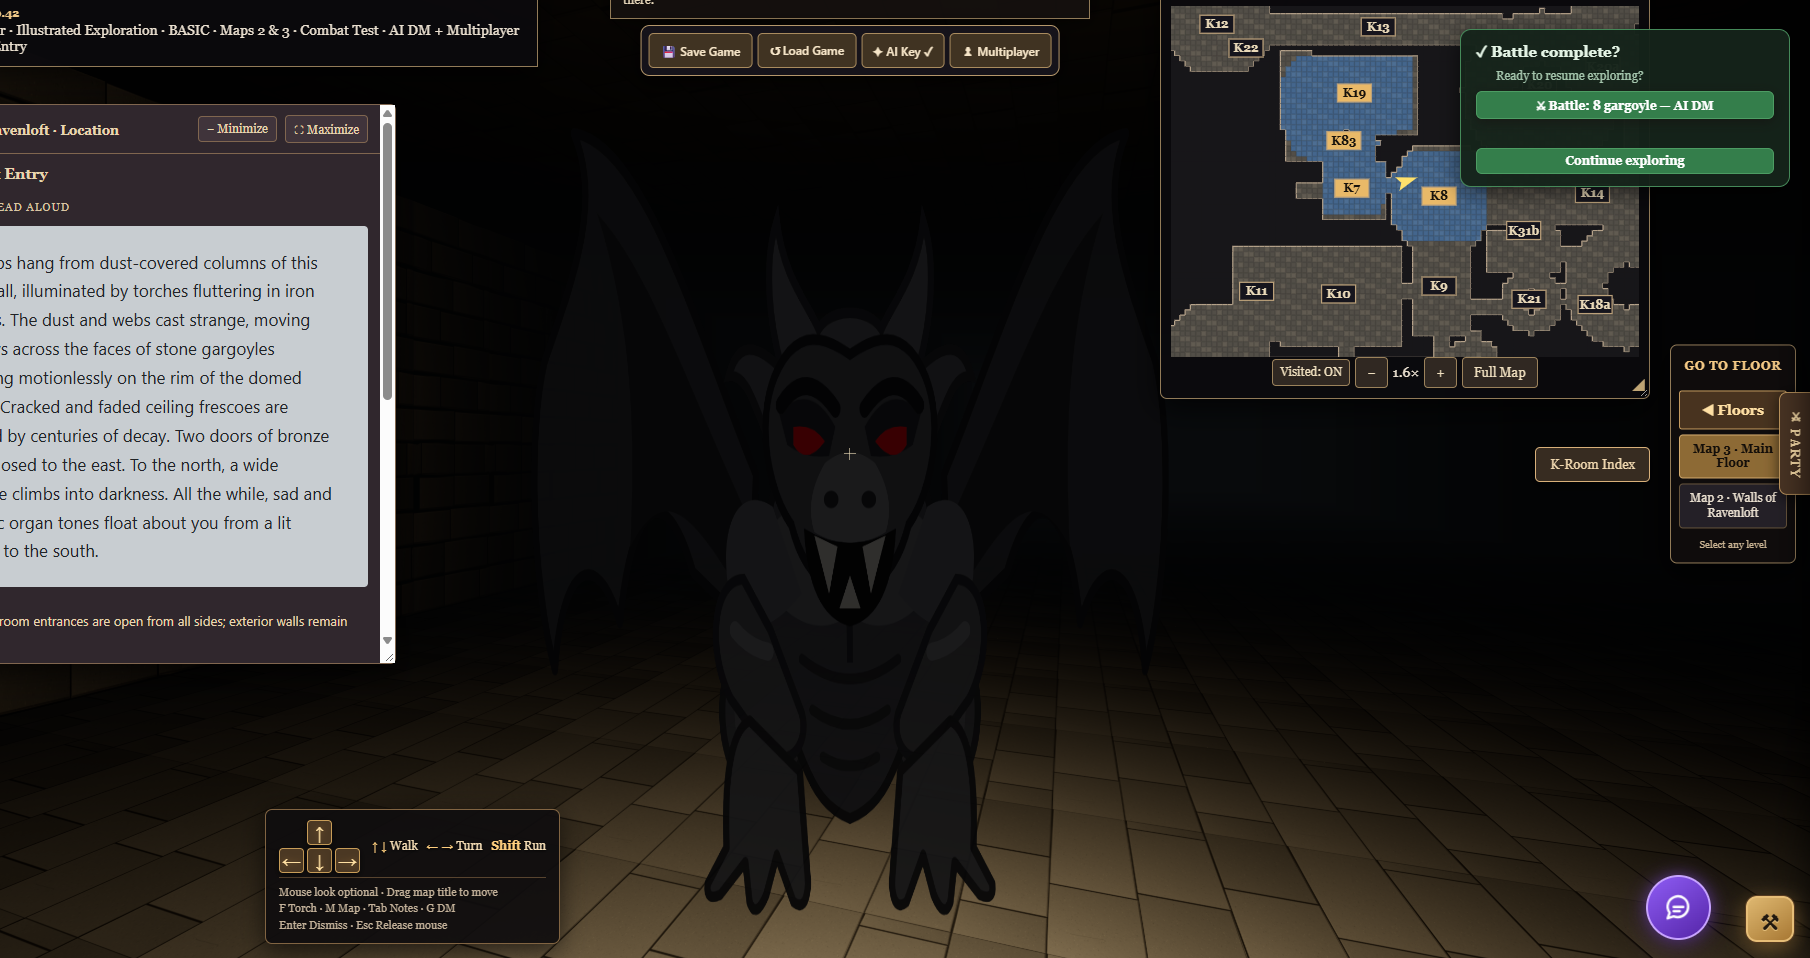 .42
r · Illustrated Exploration · BASIC · Maps 2 & 3 · Combat Test · AI DM + Multiplayer
Entry
there.
Save Game
Load Game
AI Key ✓
Multiplayer
avenloft · Location
– Minimize
Maximize
Entry
EAD ALOUD
bs hang from dust-covered columns of this
all, illuminated by torches fluttering in iron
s. The dust and webs cast strange, moving
s across the faces of stone gargoyles
ng motionlessly on the rim of the domed
Cracked and faded ceiling frescoes are
d by centuries of decay. Two doors of bronze
osed to the east. To the north, a wide
e climbs into darkness. All the while, sad and
c organ tones float about you from a lit
to the south.
room entrances are open from all sides; exterior walls remain
K12
K13
K22
K19
K83
K7
K8
K14
K31b
K11
K10
K9
K21
K18a
Visited: ON
–
1.6×
+
Full Map
✓ Battle complete?
Ready to resume exploring?
Battle: 8 gargoyle — AI DM
Continue exploring
K-Room Index
GO TO FLOOR
◀ Floors
Map 3 · Main
Floor
Map 2 · Walls of
Ravenloft
Select any level
PARTY
↑
← ↓ →
↑↓ Walk ←→ Turn Shift Run
Mouse look optional · Drag map title to move
F Torch · M Map · Tab Notes · G DM
Enter Dismiss · Esc Release mouse